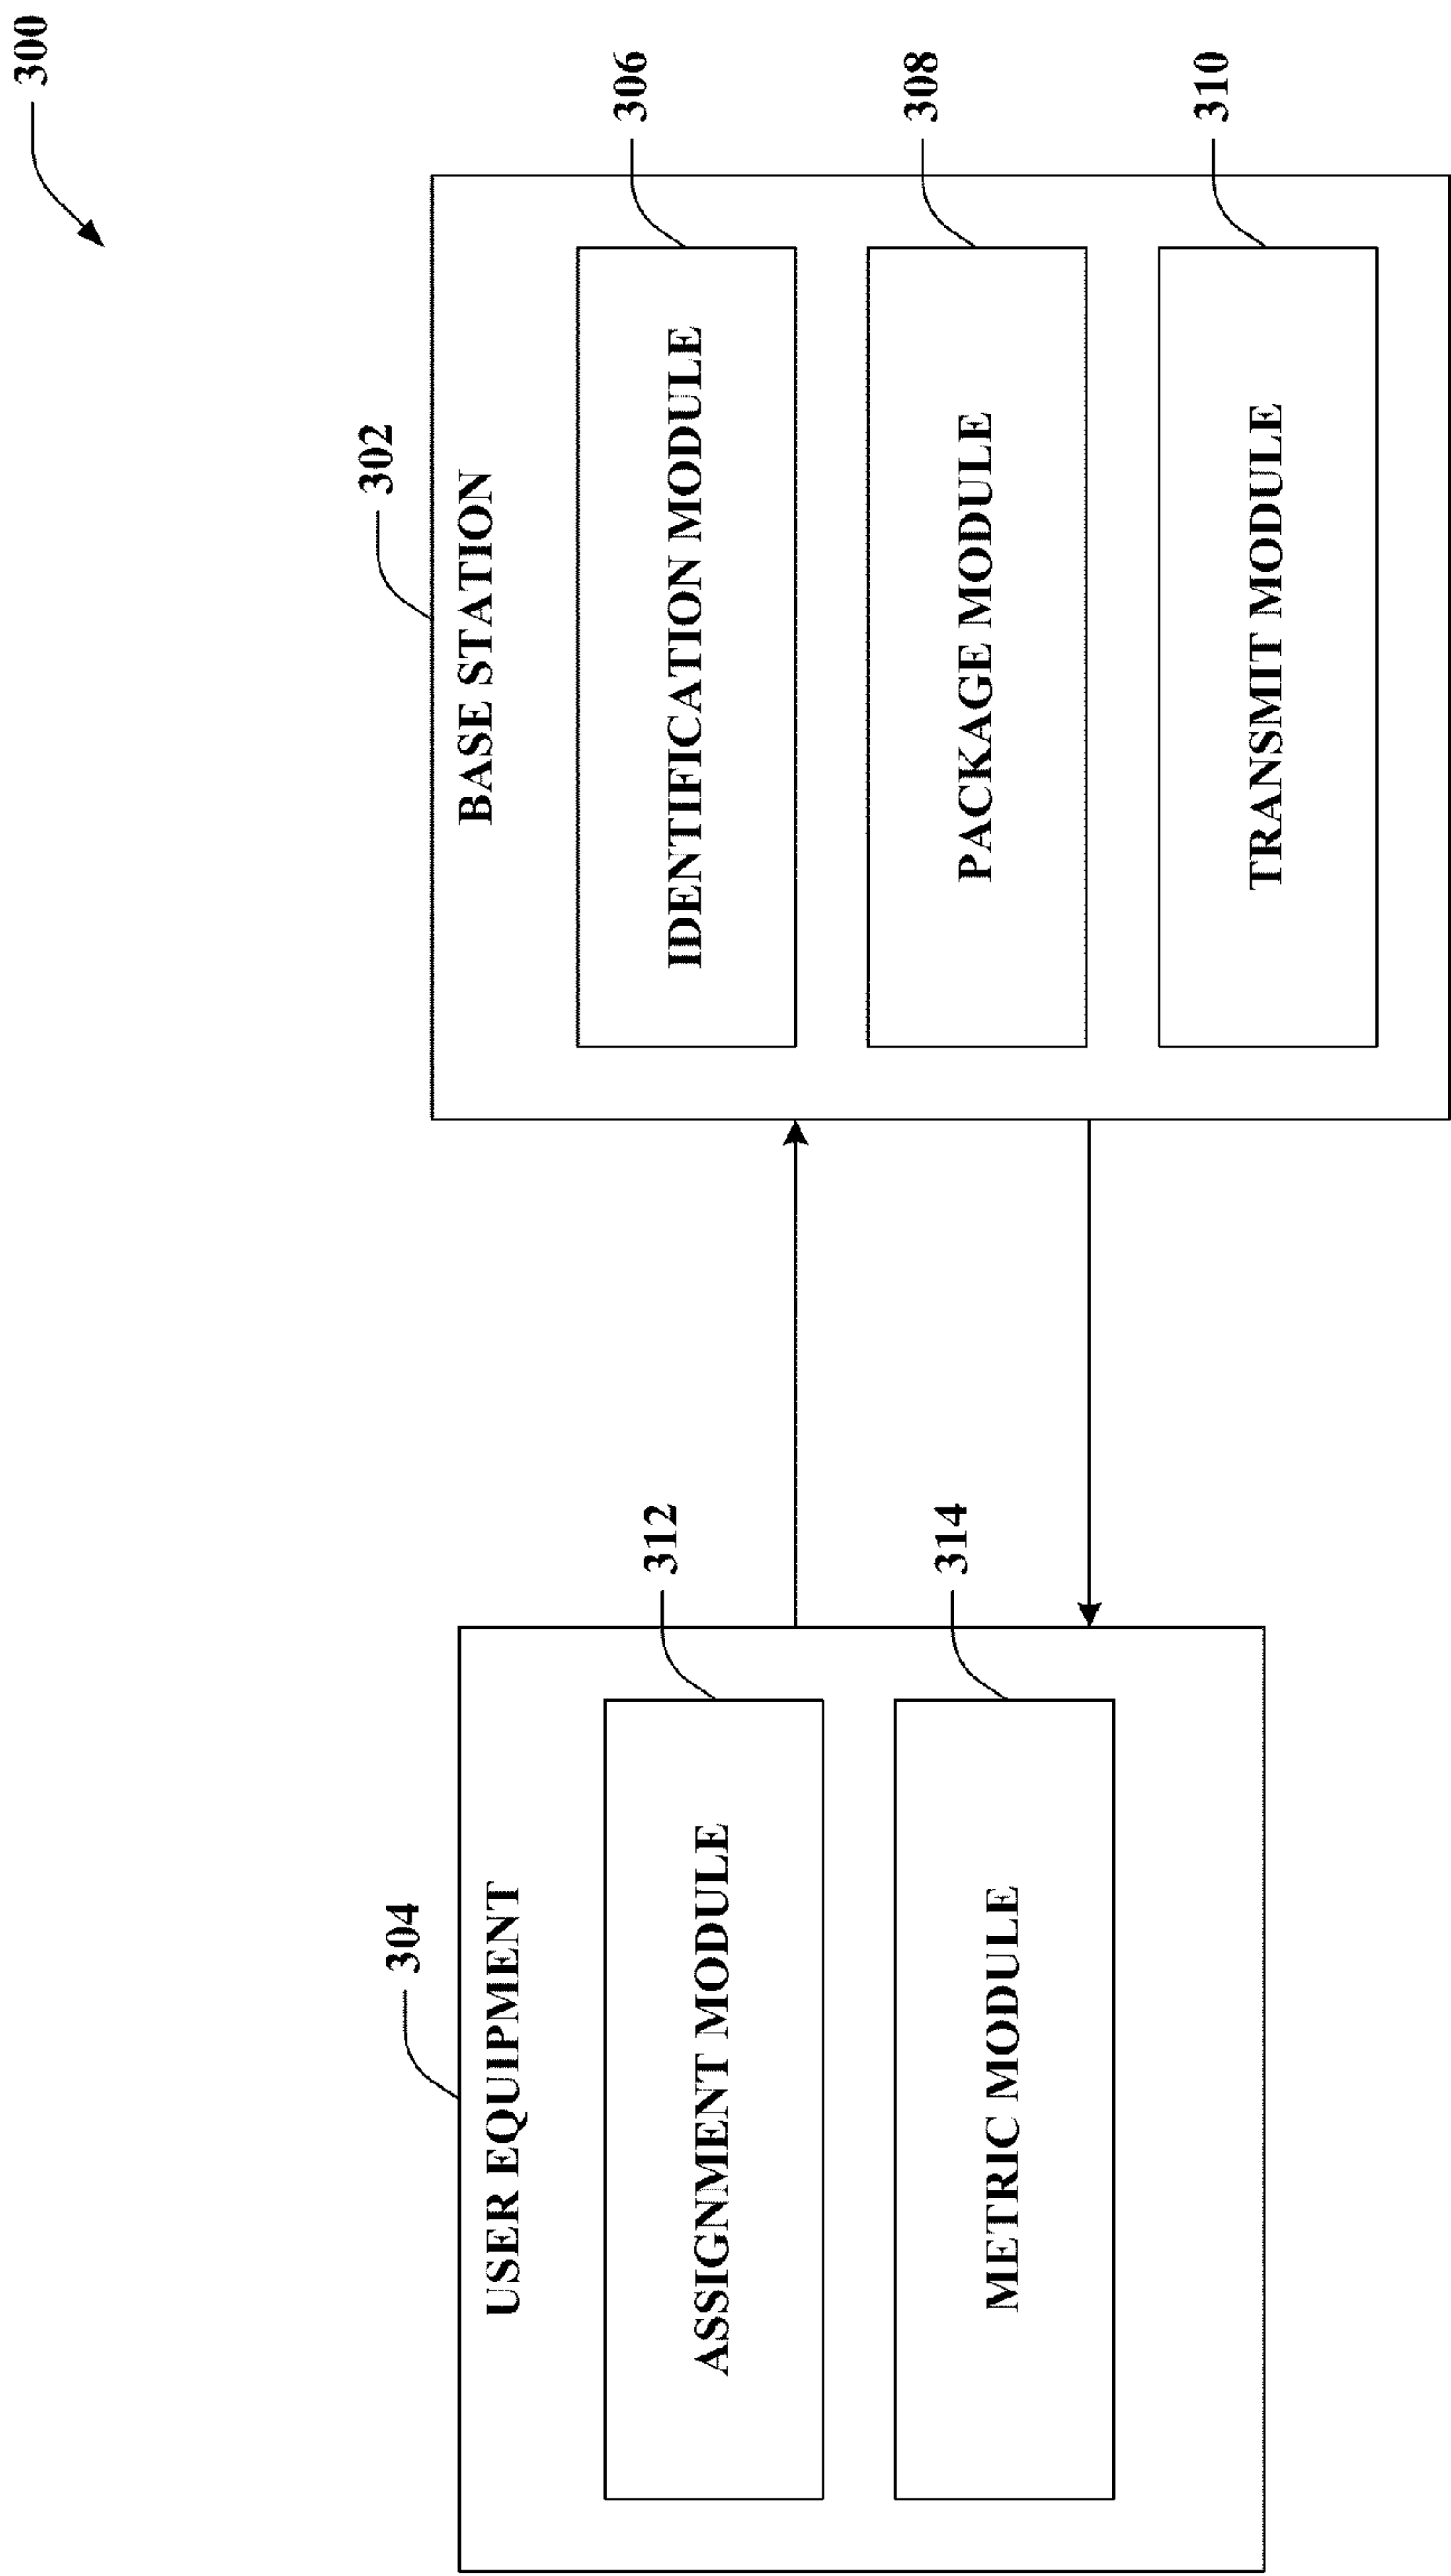 300
304
USER EQUIPMENT
312
ASSIGNMENT MODULE
314
METRIC MODULE
302
BASE STATION
306
IDENTIFICATION MODULE
308
PACKAGE MODULE
310
TRANSMIT MODULE